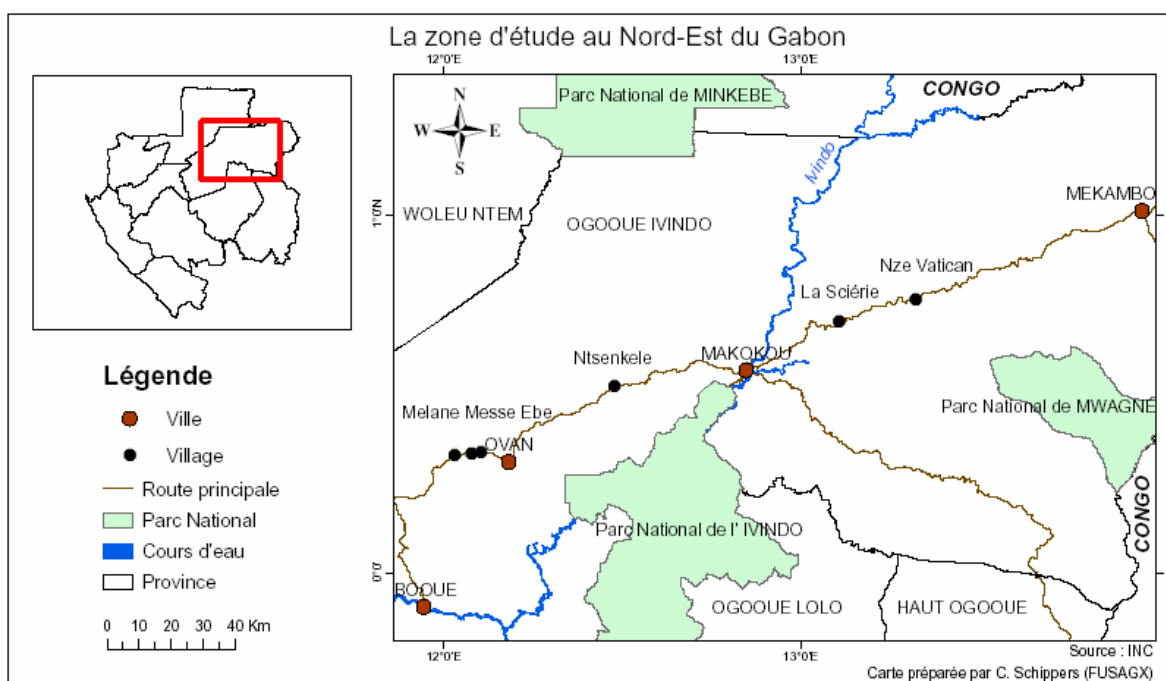 La zone d'étude au Nord-Est du Gabon
12°0'E
13°0'E
Parc National de MINKEBE
CONGO
N
W
E
S
Ivindo
MEKAMBO
1°0'N
WOLEU NTEM
OGOOUE IVINDO
Nze Vatican
La Sciérie
MAKOKOU
Ntsenkele
Légende
Ville
Village
Route principale
Parc National
Cours d'eau
Province
0 10 20 30 40 Km
Melane Messe Ebe
OVAN
Parc National de MWAGNE
CONGO
Parc National de l' IVINDO
0°0'
BOOUE
OGOOUE LOLO
HAUT OGOOUE
12°0'E
13°0'E
Source : INC
Carte préparée par C. Schippers (FUSAGX)